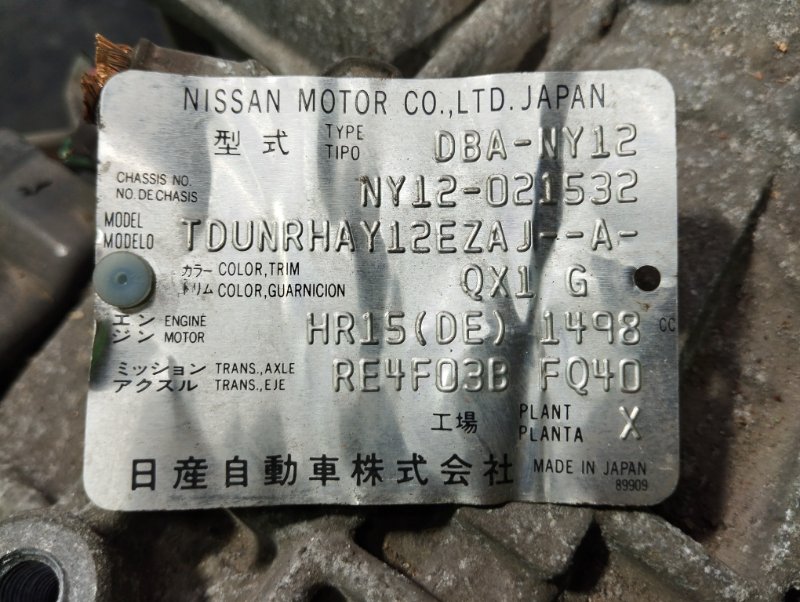 NISSAN MOTOR CO.,LTD. JAPAN
型式 TYPE TIPO DBA-NY12
CHASSIS NO. NO. DE CHASIS NY12-021532
MODEL MODELO TDUNRHAY12EZAJ--A-
カラー COLOR,TRIM
トリム COLOR,GUARNICION QX1 G
エンジン ENGINE MOTOR HR15(DE) 1498 CC
ミッション TRANS.,AXLE
アクスル TRANS.,EJE RE4F03B FQ40
工場 PLANT PLANTA X
日産自動車株式会社 MADE IN JAPAN
89909